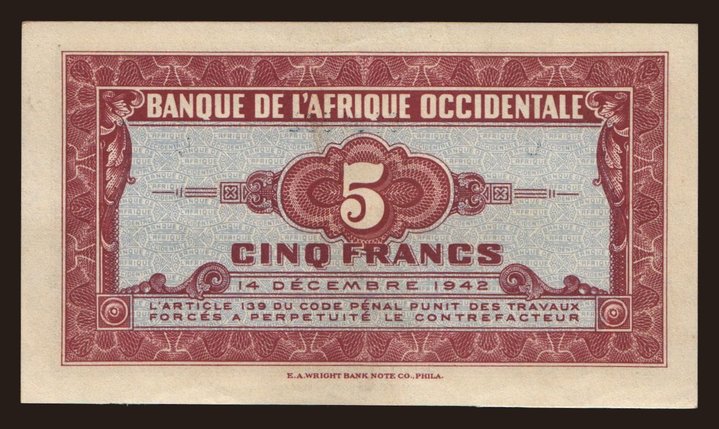 BANQUE DE L'AFRIQUE OCCIDENTALE
5
CINQ FRANCS
14 DÉCEMBRE 1942
L'ARTICLE 139 DU CODE PÉNAL PUNIT DES TRAVAUX
FORCÉS A PERPETUITÉ LE CONTREFACTEUR
E.A.WRIGHT BANK NOTE CO., PHILA.